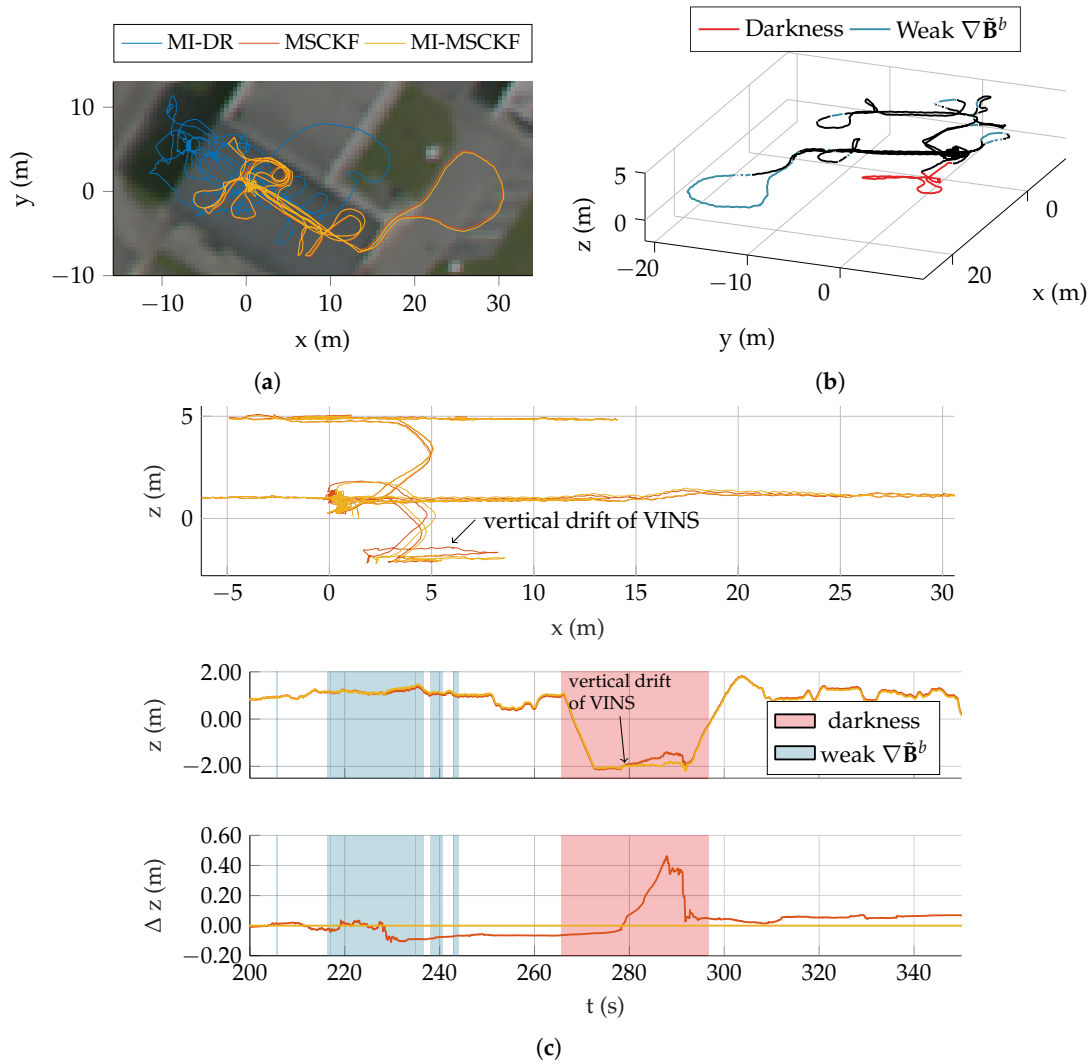 MI-DR MSCKF MI-MSCKF
10
0
−10
y (m)
−10 0 10 20 30
x (m)
(a)
Darkness Weak ∇B̃ᵇ
5
0
z (m)
−20
−10
0
y (m)
20
0
x (m)
(b)
5
0
z (m)
vertical drift of VINS
−5 0 5 10 15 20 25 30
x (m)
2.00
0.00
−2.00
z (m)
vertical drift
of VINS
darkness
weak ∇B̃ᵇ
0.60
0.40
0.20
0.00
−0.20
Δ z (m)
200 220 240 260 280 300 320 340
t (s)
(c)